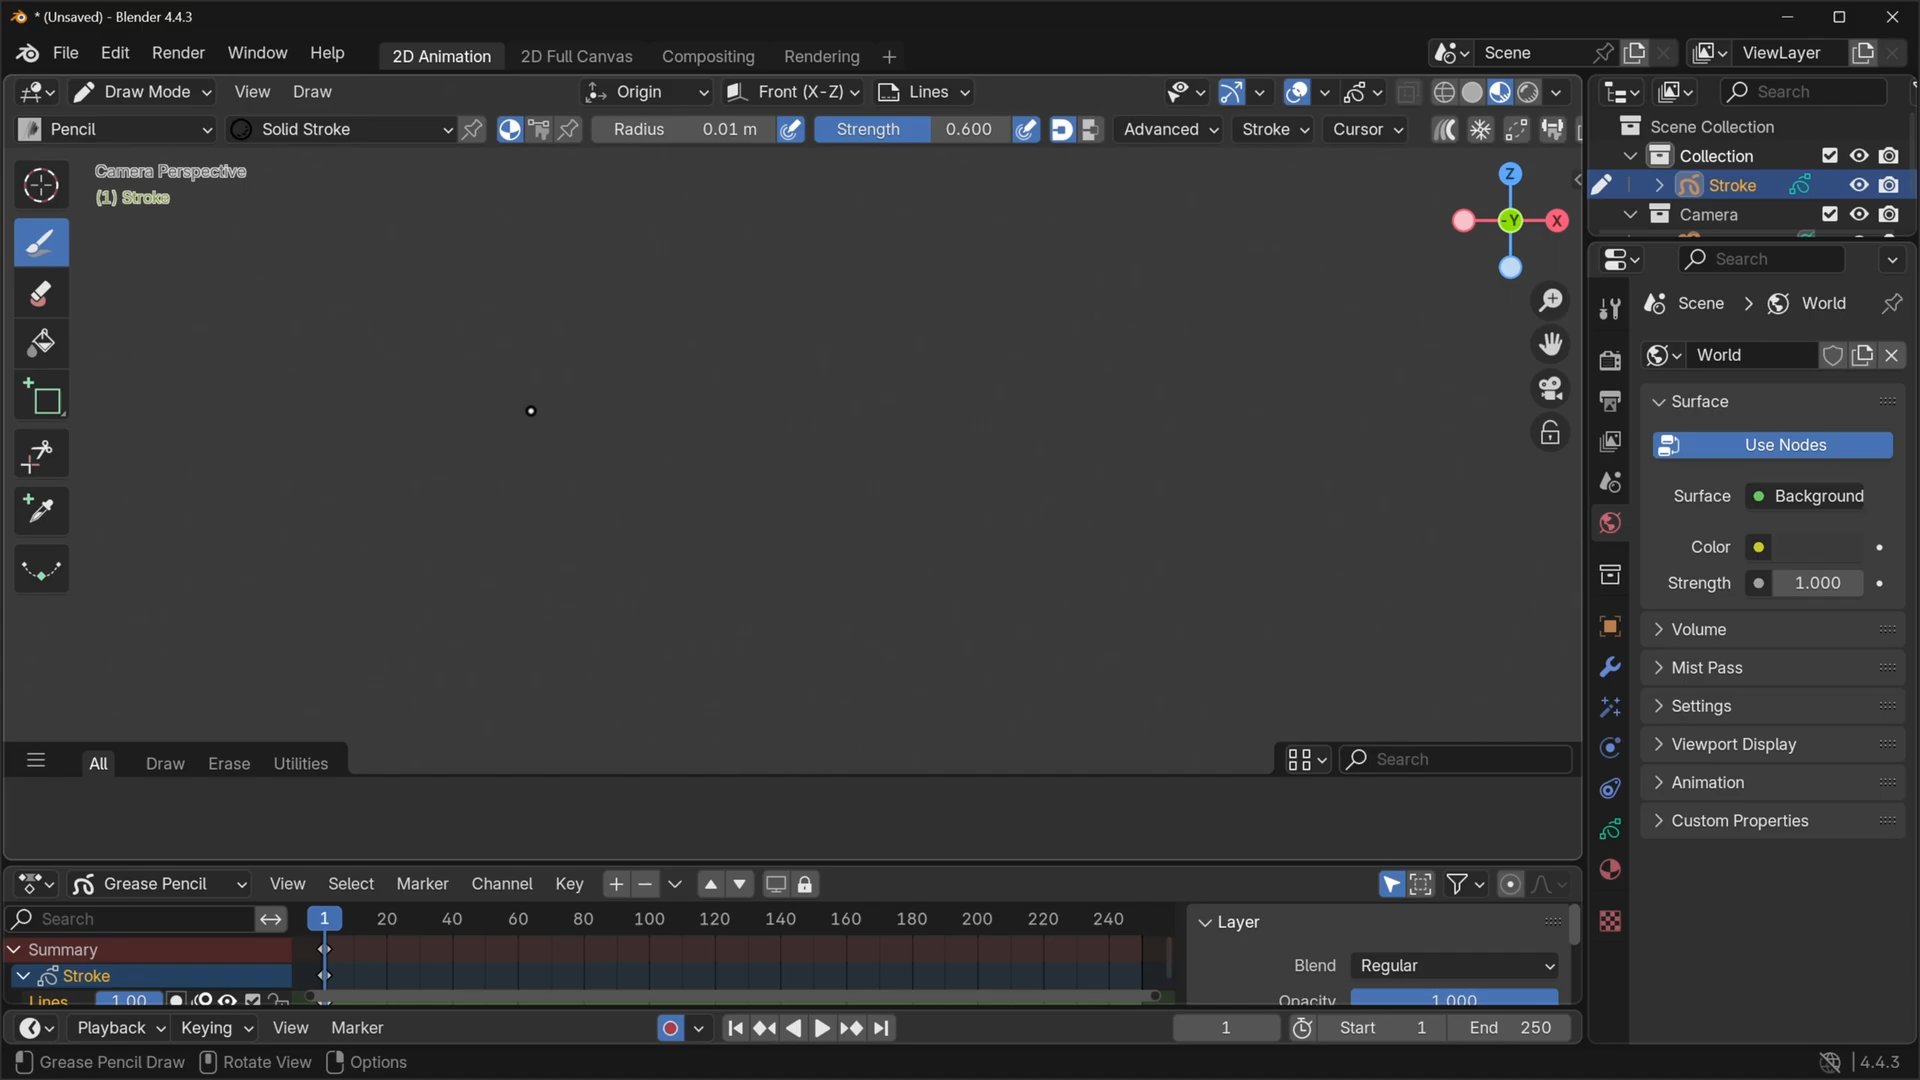 * (Unsaved) - Blender 4.4.3
File Edit Render Window Help 2D Animation 2D Full Canvas Compositing Rendering Scene ViewLayer
Draw Mode View Draw Origin Front (X-Z) Lines Search
Pencil Solid Stroke Radius 0.01 m Strength 0.600 Advanced Stroke Cursor
Scene Collection
Collection
Stroke
Camera
Camera Perspective
(1) Stroke
Z
-Y
X
Search
Scene World
World
Surface
Use Nodes
Surface Background
Color
Strength 1.000
Volume
Mist Pass
Settings
Viewport Display
Animation
Custom Properties
All Draw Erase Utilities Search
Grease Pencil View Select Marker Channel Key
Search 1 20 40 60 80 100 120 140 160 180 200 220 240
Summary
Stroke
Lines 1.00
Layer
Blend Regular
Opacity 1.000
Playback Keying View Marker 1 Start 1 End 250
Grease Pencil Draw Rotate View Options 4.4.3